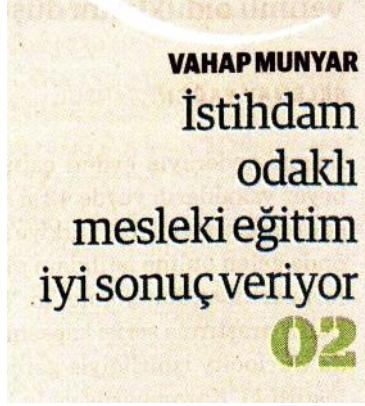 VAHAP MUNYAR
İstihdam
odaklı
mesleki eğitim
iyi sonuç veriyor
02